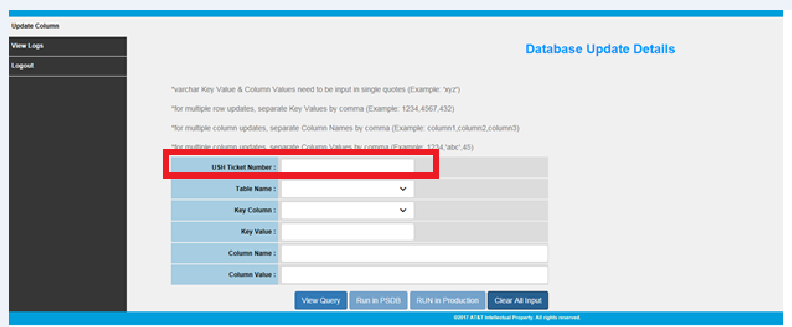 Update Column
View Logs
Logout
Database Update Details
*varchar Key Value & Column Values need to be input in single quotes (Example: 'xyz')
*for multiple row updates, separate Key Values by comma (Example: 1234,4567,432)
*for multiple column updates, separate Column Names by comma (Example: column1,column2,column3)
*for multiple column updates, separate Column Values by comma (Example: 1234,'abc',45)
USH Ticket Number :
Table Name :
Key Column :
Key Value :
Column Name :
Column Value :
View Query Run in PSDB RUN in Production Clear All Input
©2017 AT&T Intellectual Property. All rights reserved.